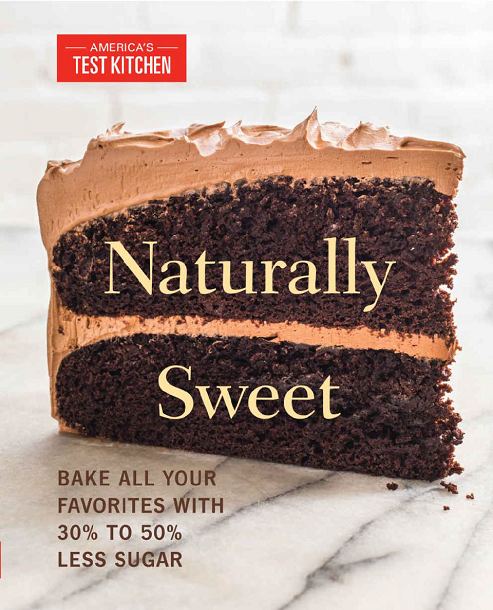 AMERICA'S
TEST KITCHEN
Naturally
Sweet
BAKE ALL YOUR
FAVORITES WITH
30% TO 50%
LESS SUGAR